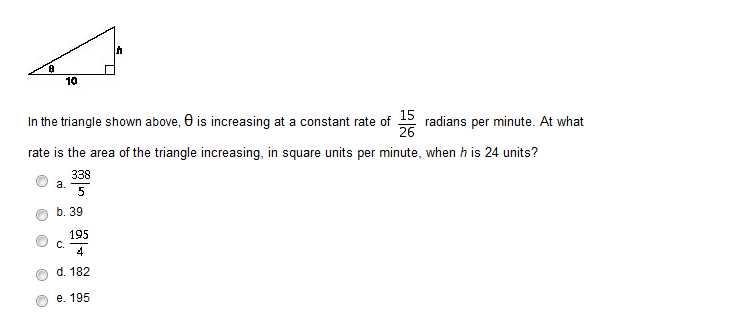 h
θ
10
In the triangle shown above, θ is increasing at a constant rate of 15/26 radians per minute. At what
rate is the area of the triangle increasing, in square units per minute, when h is 24 units?
a. 338/5
b. 39
c. 195/4
d. 182
e. 195